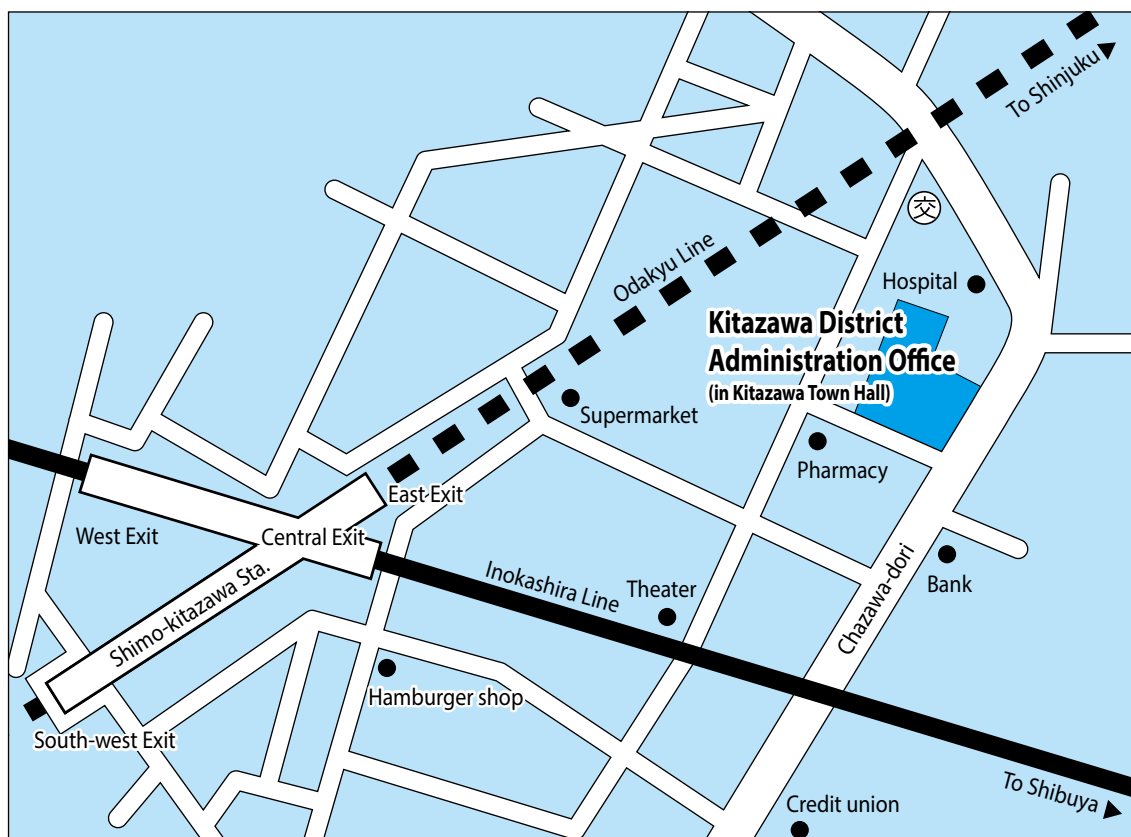 To Shinjuku
交
Odakyu Line
Hospital
Kitazawa District
Administration Office
(in Kitazawa Town Hall)
Supermarket
Pharmacy
East Exit
West Exit
Central Exit
Shimo-kitazawa Sta.
Inokashira Line
Theater
Bank
Chazawa-dori
Hamburger shop
South-west Exit
To Shibuya
Credit union